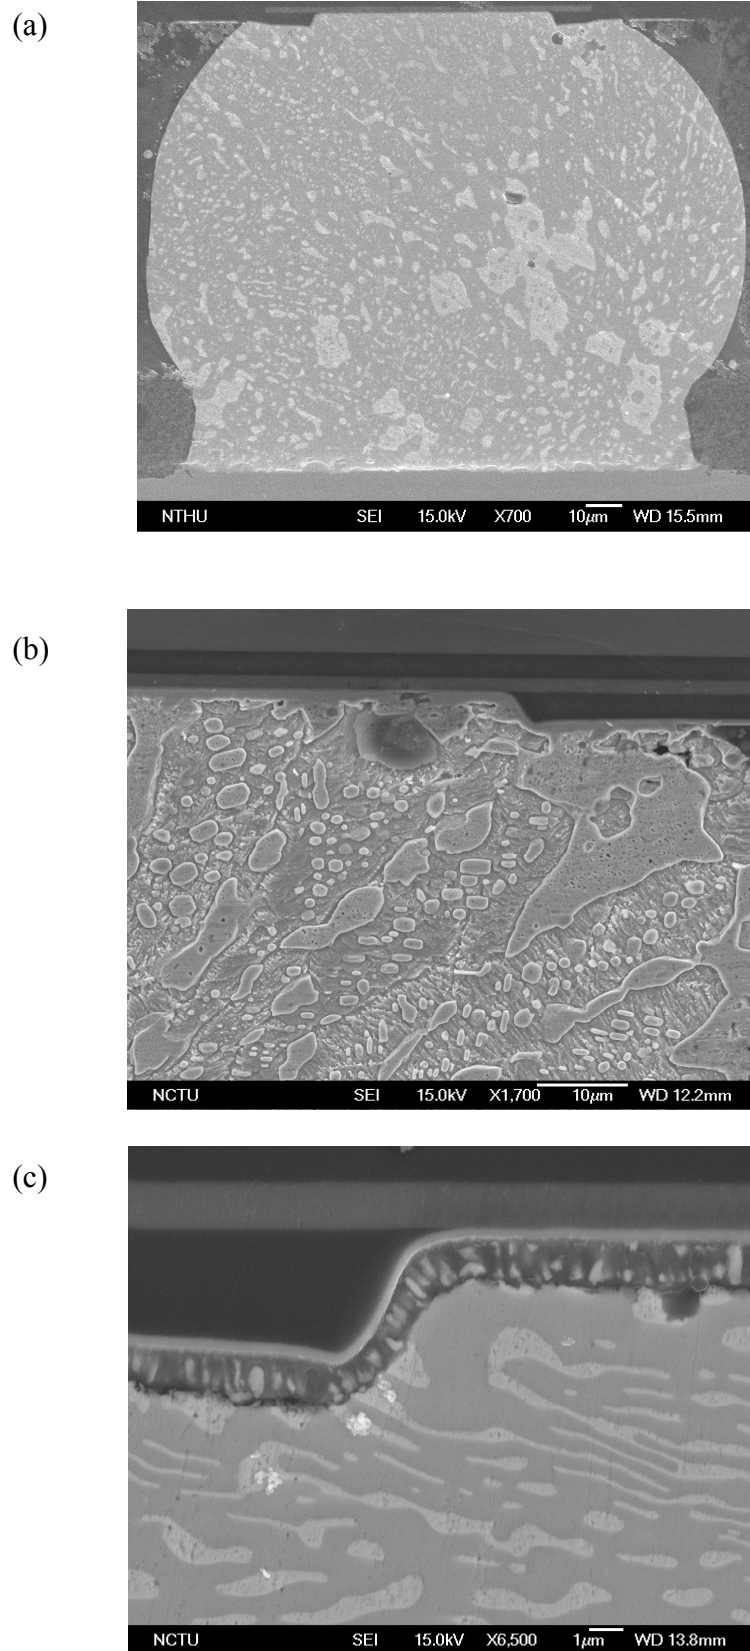 (a)
NTHU SEI 15.0kV X700 10μm WD 15.5mm
(b)
NCTU SEI 15.0kV X1,700 10μm WD 12.2mm
(c)
NCTU SEI 15.0kV X6,500 1μm WD 13.8mm